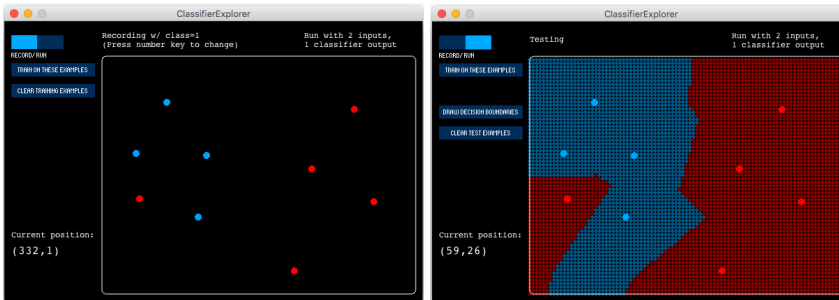 ClassifierExplorer
Recording w/ class=1
(Press number key to change)
Run with 2 inputs,
1 classifier output
RECORD/RUN
TRAIN ON THESE EXAMPLES
CLEAR TRAINING EXAMPLES
Current position:
(332,1)
ClassifierExplorer
Testing
Run with 2 inputs,
1 classifier output
RECORD/RUN
TRAIN ON THESE EXAMPLES
DRAW DECISION BOUNDARIES
CLEAR TEST EXAMPLES
Current position:
(59,26)